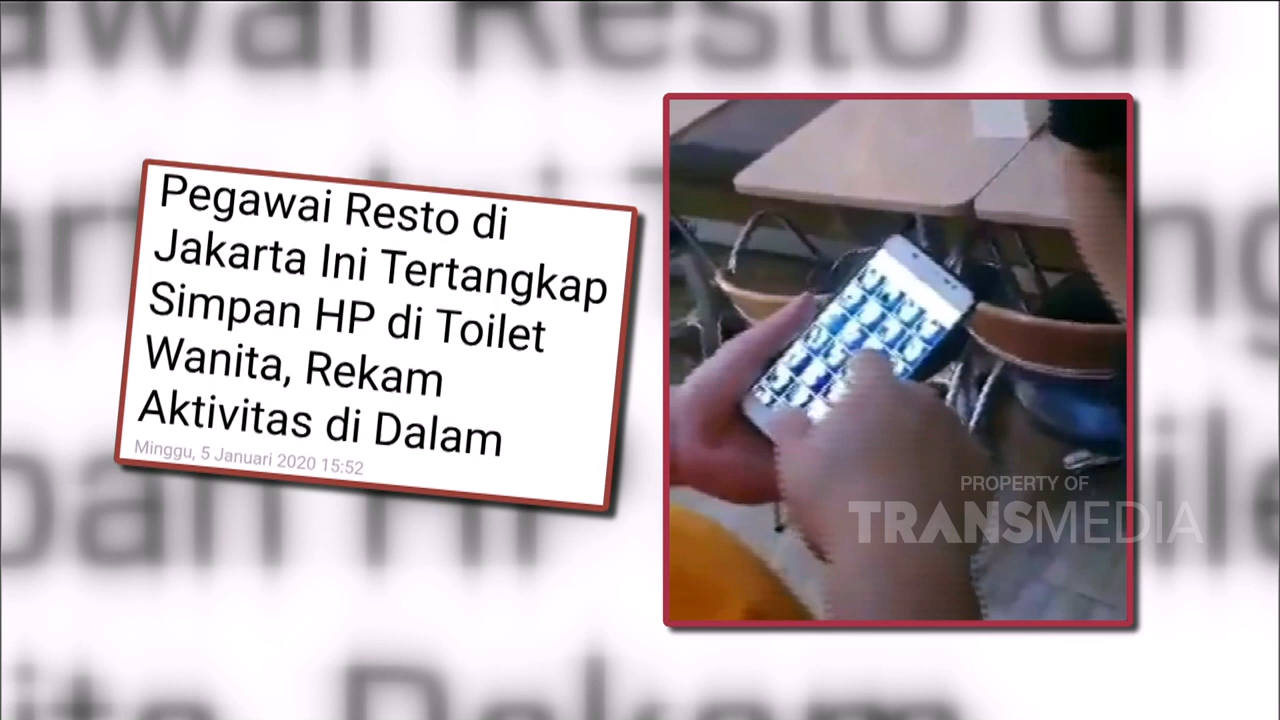 Pegawai Resto di
Jakarta Ini Tertangkap
Simpan HP di Toilet
Wanita, Rekam
Aktivitas di Dalam
Minggu, 5 Januari 2020 15:52
PROPERTY OF
TRANSMEDIA